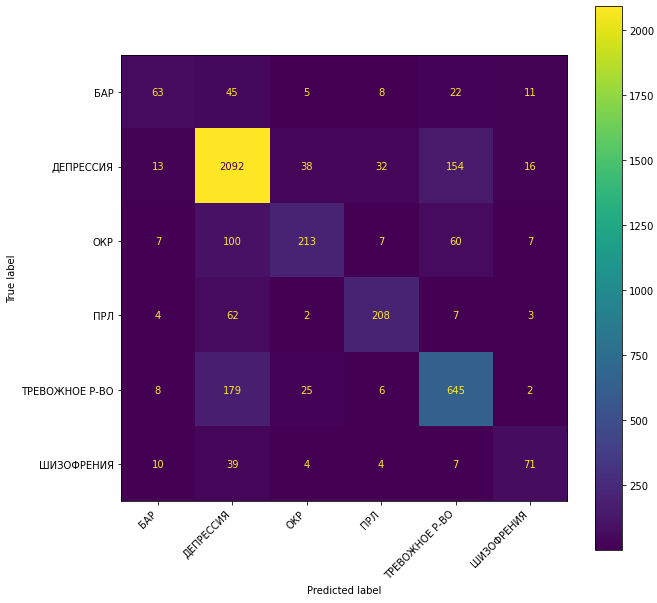 True label
БАР 63 45 5 8 22 11
ДЕПРЕССИЯ 13 2092 38 32 154 16
ОКР 7 100 213 7 60 7
ПРЛ 4 62 2 208 7 3
ТРЕВОЖНОЕ Р-ВО 8 179 25 6 645 2
ШИЗОФРЕНИЯ 10 39 4 4 7 71
БАР
ДЕПРЕССИЯ
ОКР
ПРЛ
ТРЕВОЖНОЕ Р-ВО
ШИЗОФРЕНИЯ
Predicted label
2000
1750
1500
1250
1000
750
500
250